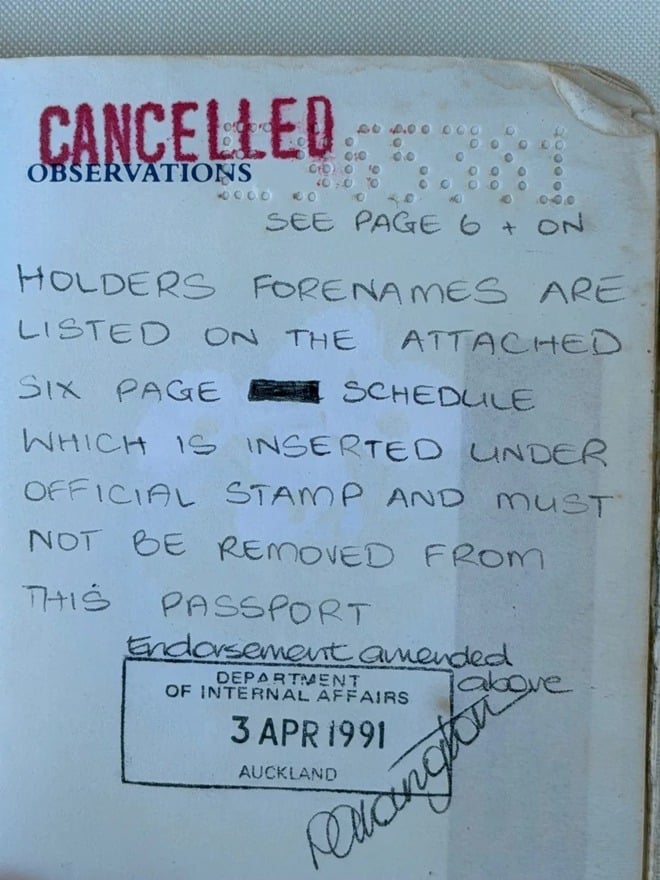 CANCELLED
OBSERVATIONS
SEE PAGE 6 + ON
HOLDERS FORENAMES ARE
LISTED ON THE ATTACHED
SIX PAGE SCHEDULE
WHICH IS INSERTED UNDER
OFFICIAL STAMP AND MUST
NOT BE REMOVED FROM
THIS PASSPORT
Endorsement amended
above
DEPARTMENT
OF INTERNAL AFFAIRS
3 APR 1991
AUCKLAND